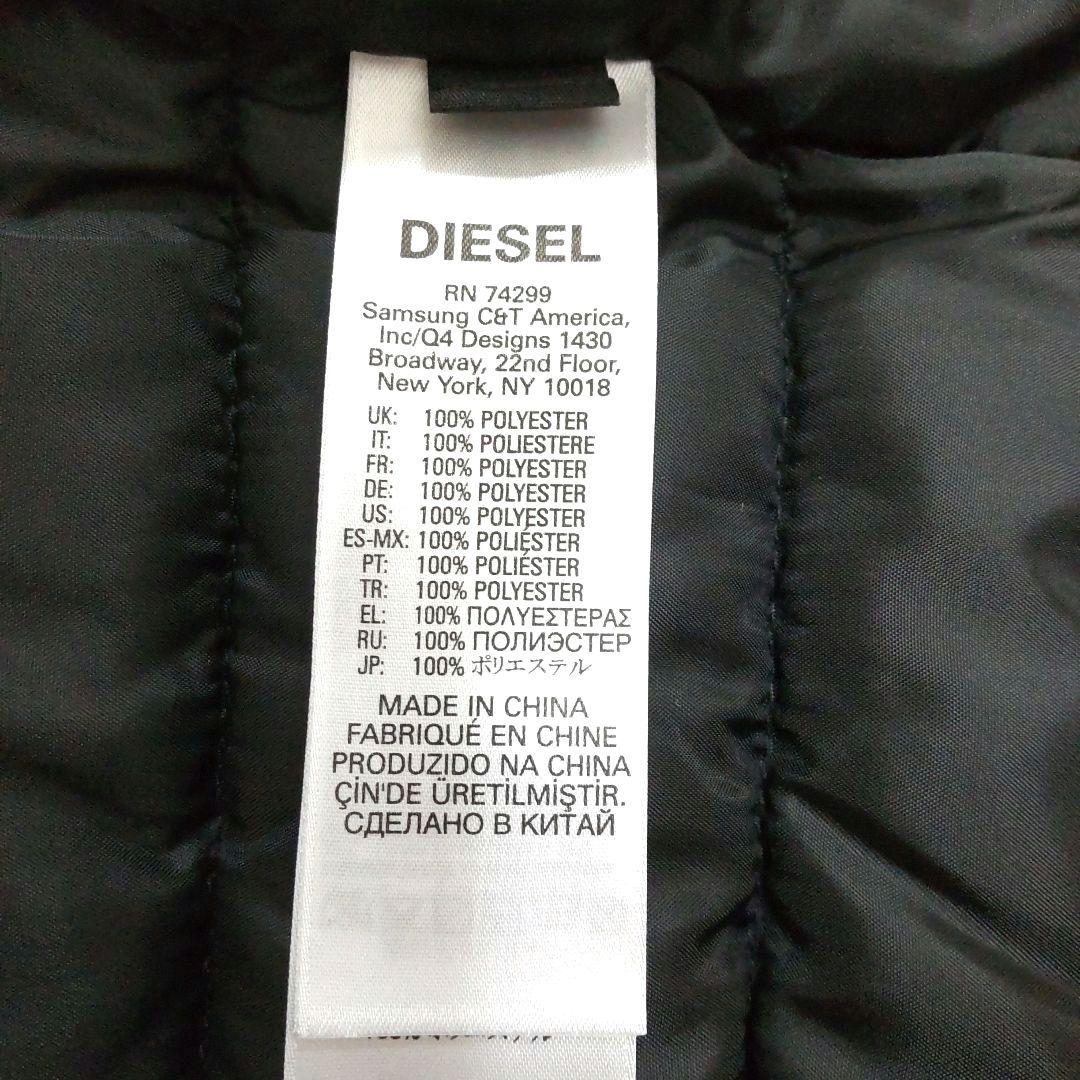 DIESEL
RN 74299
Samsung C&T America,
Inc/Q4 Designs 1430
Broadway, 22nd Floor,
New York, NY 10018
UK: 100% POLYESTER
IT: 100% POLIESTERE
FR: 100% POLYESTER
DE: 100% POLYESTER
US: 100% POLYESTER
ES-MX: 100% POLIÉSTER
PT: 100% POLIÉSTER
TR: 100% POLYESTER
EL: 100% ΠΟΛΥΕΣΤΕΡΑΣ
RU: 100% ПОЛИЭСТЕР
JP: 100% ポリエステル
MADE IN CHINA
FABRIQUÉ EN CHINE
PRODUZIDO NA CHINA
ÇİN'DE ÜRETİLMİŞTİR.
СДЕЛАНО В КИТАЙ